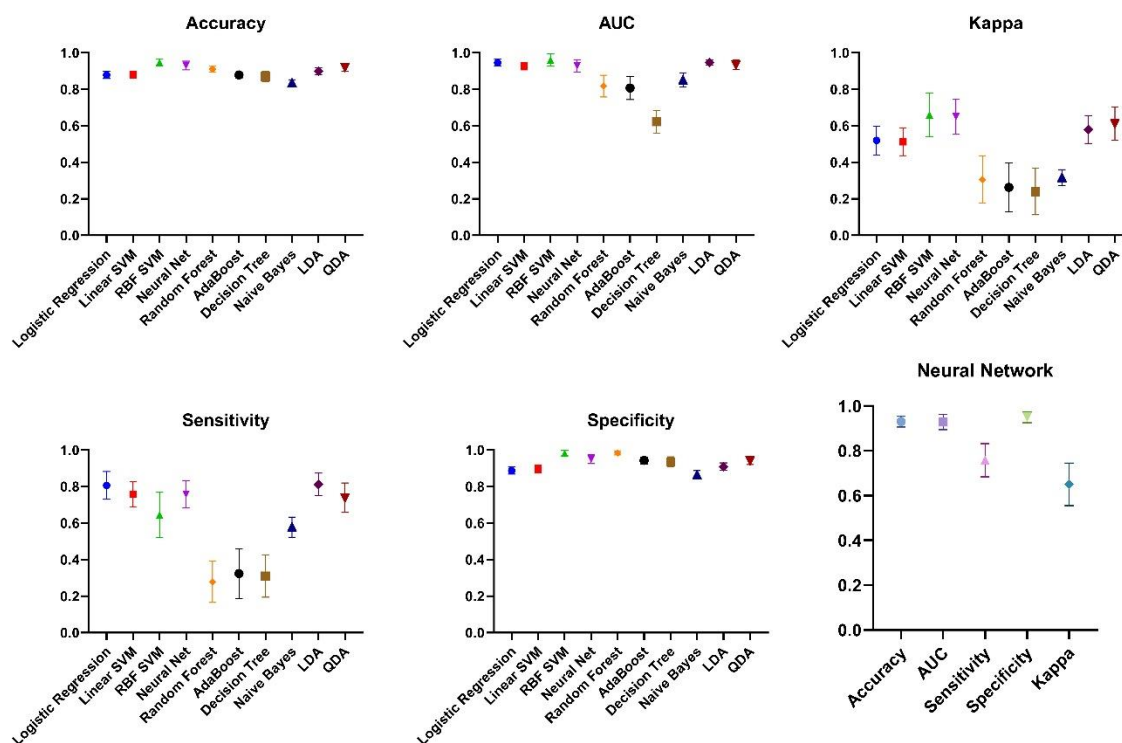 Accuracy
1.0
0.8
0.6
0.4
0.2
0.0
Logistic Regression
Linear SVM
RBF SVM
Neural Net
Random Forest
AdaBoost
Decision Tree
Naive Bayes
LDA
QDA
AUC
1.0
0.8
0.6
0.4
0.2
0.0
Logistic Regression
Linear SVM
RBF SVM
Neural Net
Random Forest
AdaBoost
Decision Tree
Naive Bayes
LDA
QDA
Kappa
1.0
0.8
0.6
0.4
0.2
0.0
Logistic Regression
Linear SVM
RBF SVM
Neural Net
Random Forest
AdaBoost
Decision Tree
Naive Bayes
LDA
QDA
Sensitivity
1.0
0.8
0.6
0.4
0.2
0.0
Logistic Regression
Linear SVM
RBF SVM
Neural Net
Random Forest
AdaBoost
Decision Tree
Naive Bayes
LDA
QDA
Specificity
1.0
0.8
0.6
0.4
0.2
0.0
Logistic Regression
Linear SVM
RBF SVM
Neural Net
Random Forest
AdaBoost
Decision Tree
Naive Bayes
LDA
QDA
Neural Network
1.0
0.8
0.6
0.4
0.2
0.0
Accuracy
AUC
Sensitivity
Specificity
Kappa